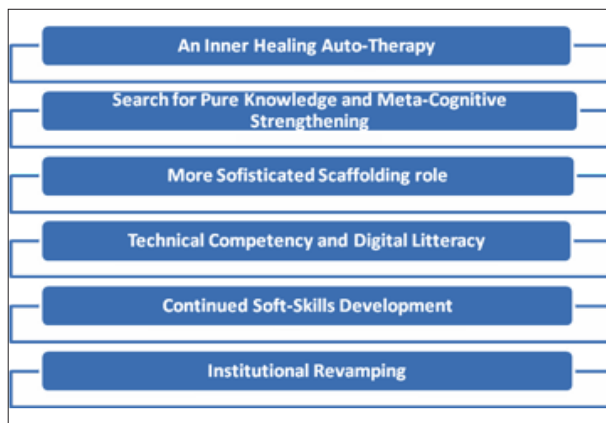 An Inner Healing Auto-Therapy
Search for Pure Knowledge and Meta-Cognitive
Strengthening
More Sofisticated Scaffolding role
Technical Competency and Digital Litteracy
Continued Soft-Skills Development
Institutional Revamping